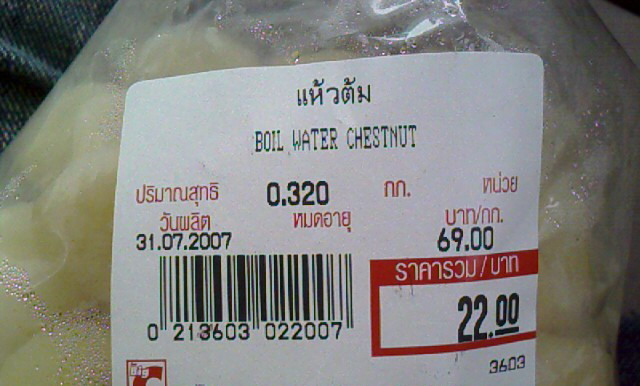 แห้วต้ม
BOIL WATER CHESTNUT
ปริมาณสุทธิ 0.320 กก. หน่วย
วันผลิต หมดอายุ บาท/กก.
31.07.2007 69.00
ราคารวม/บาท
22.00
0 213603 022007
3603